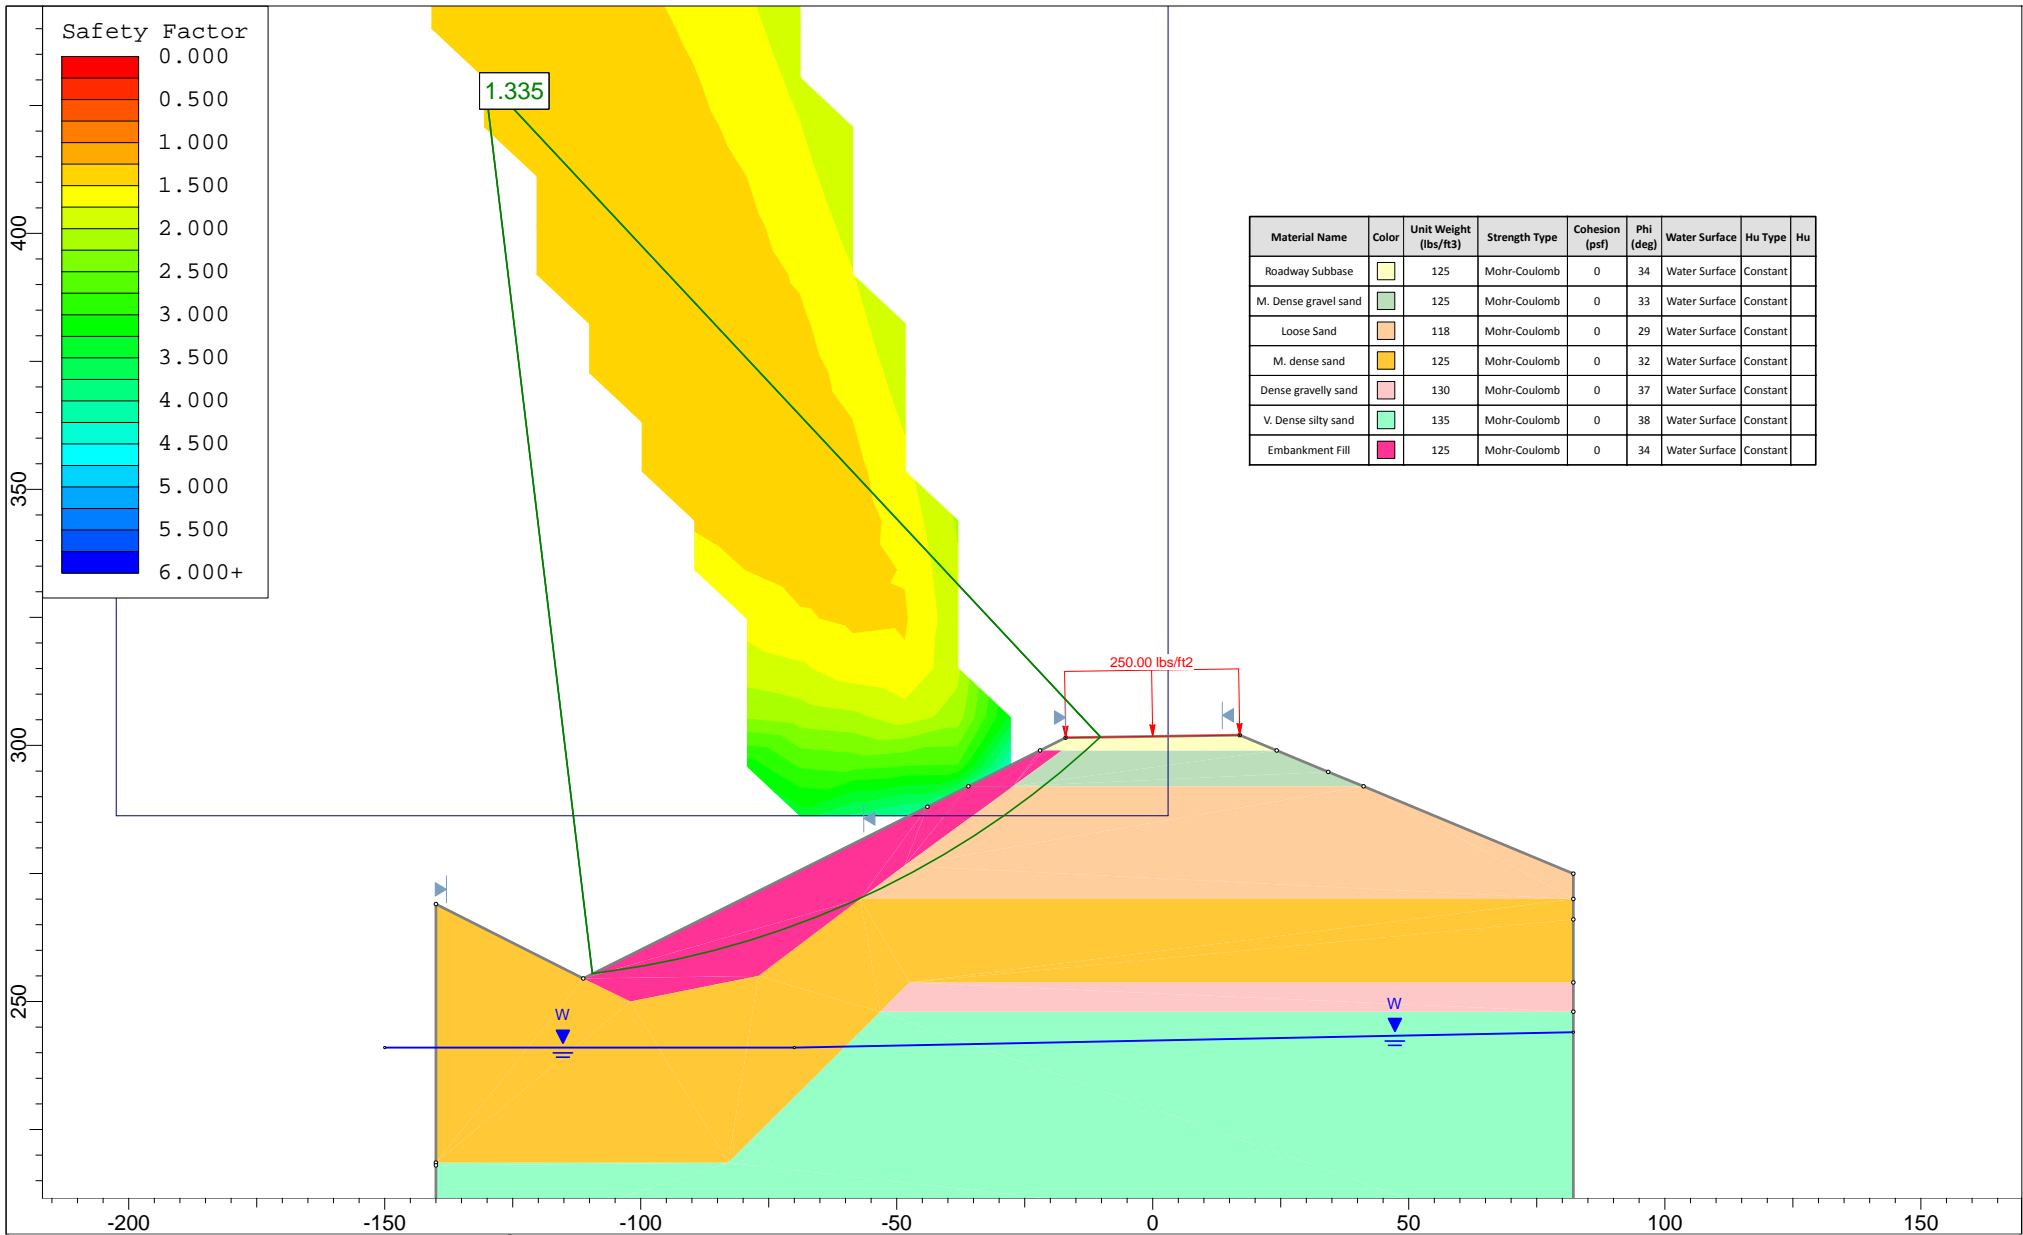 Safety Factor
0.000
0.500
1.000
1.500
2.000
2.500
3.000
3.500
4.000
4.500
5.000
5.500
6.000+
1.335
400
350
300
250
Material Name Color Unit Weight (lbs/ft3) Strength Type Cohesion (psf) Phi (deg) Water Surface Hu Type Hu
Roadway Subbase 125 Mohr-Coulomb 0 34 Water Surface Constant
M. Dense gravel sand 125 Mohr-Coulomb 0 33 Water Surface Constant
Loose Sand 118 Mohr-Coulomb 0 29 Water Surface Constant
M. dense sand 125 Mohr-Coulomb 0 32 Water Surface Constant
Dense gravelly sand 130 Mohr-Coulomb 0 37 Water Surface Constant
V. Dense silty sand 135 Mohr-Coulomb 0 38 Water Surface Constant
Embankment Fill 125 Mohr-Coulomb 0 34 Water Surface Constant
250.00 lbs/ft2
W
W
-200 -150 -100 -50 0 50 100 150